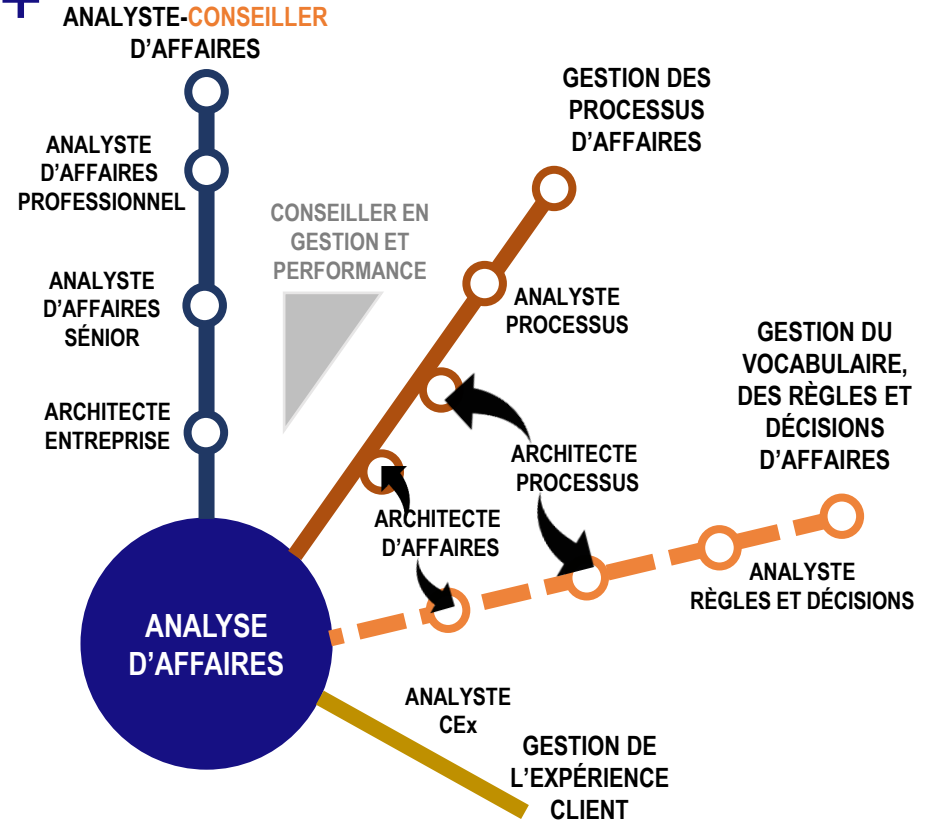 ANALYSTE-CONSEILLER
D'AFFAIRES
ANALYSTE
D'AFFAIRES
PROFESSIONNEL
ANALYSTE
D'AFFAIRES
SÉNIOR
ARCHITECTE
ENTREPRISE
CONSEILLER EN
GESTION ET
PERFORMANCE
GESTION DES
PROCESSUS
D'AFFAIRES
ANALYSTE
PROCESSUS
ARCHITECTE
PROCESSUS
ARCHITECTE
D'AFFAIRES
GESTION DU
VOCABULAIRE,
DES RÈGLES ET
DÉCISIONS
D'AFFAIRES
ANALYSTE
RÈGLES ET DÉCISIONS
ANALYSE
D'AFFAIRES
ANALYSTE
CEx
GESTION DE
L'EXPÉRIENCE
CLIENT